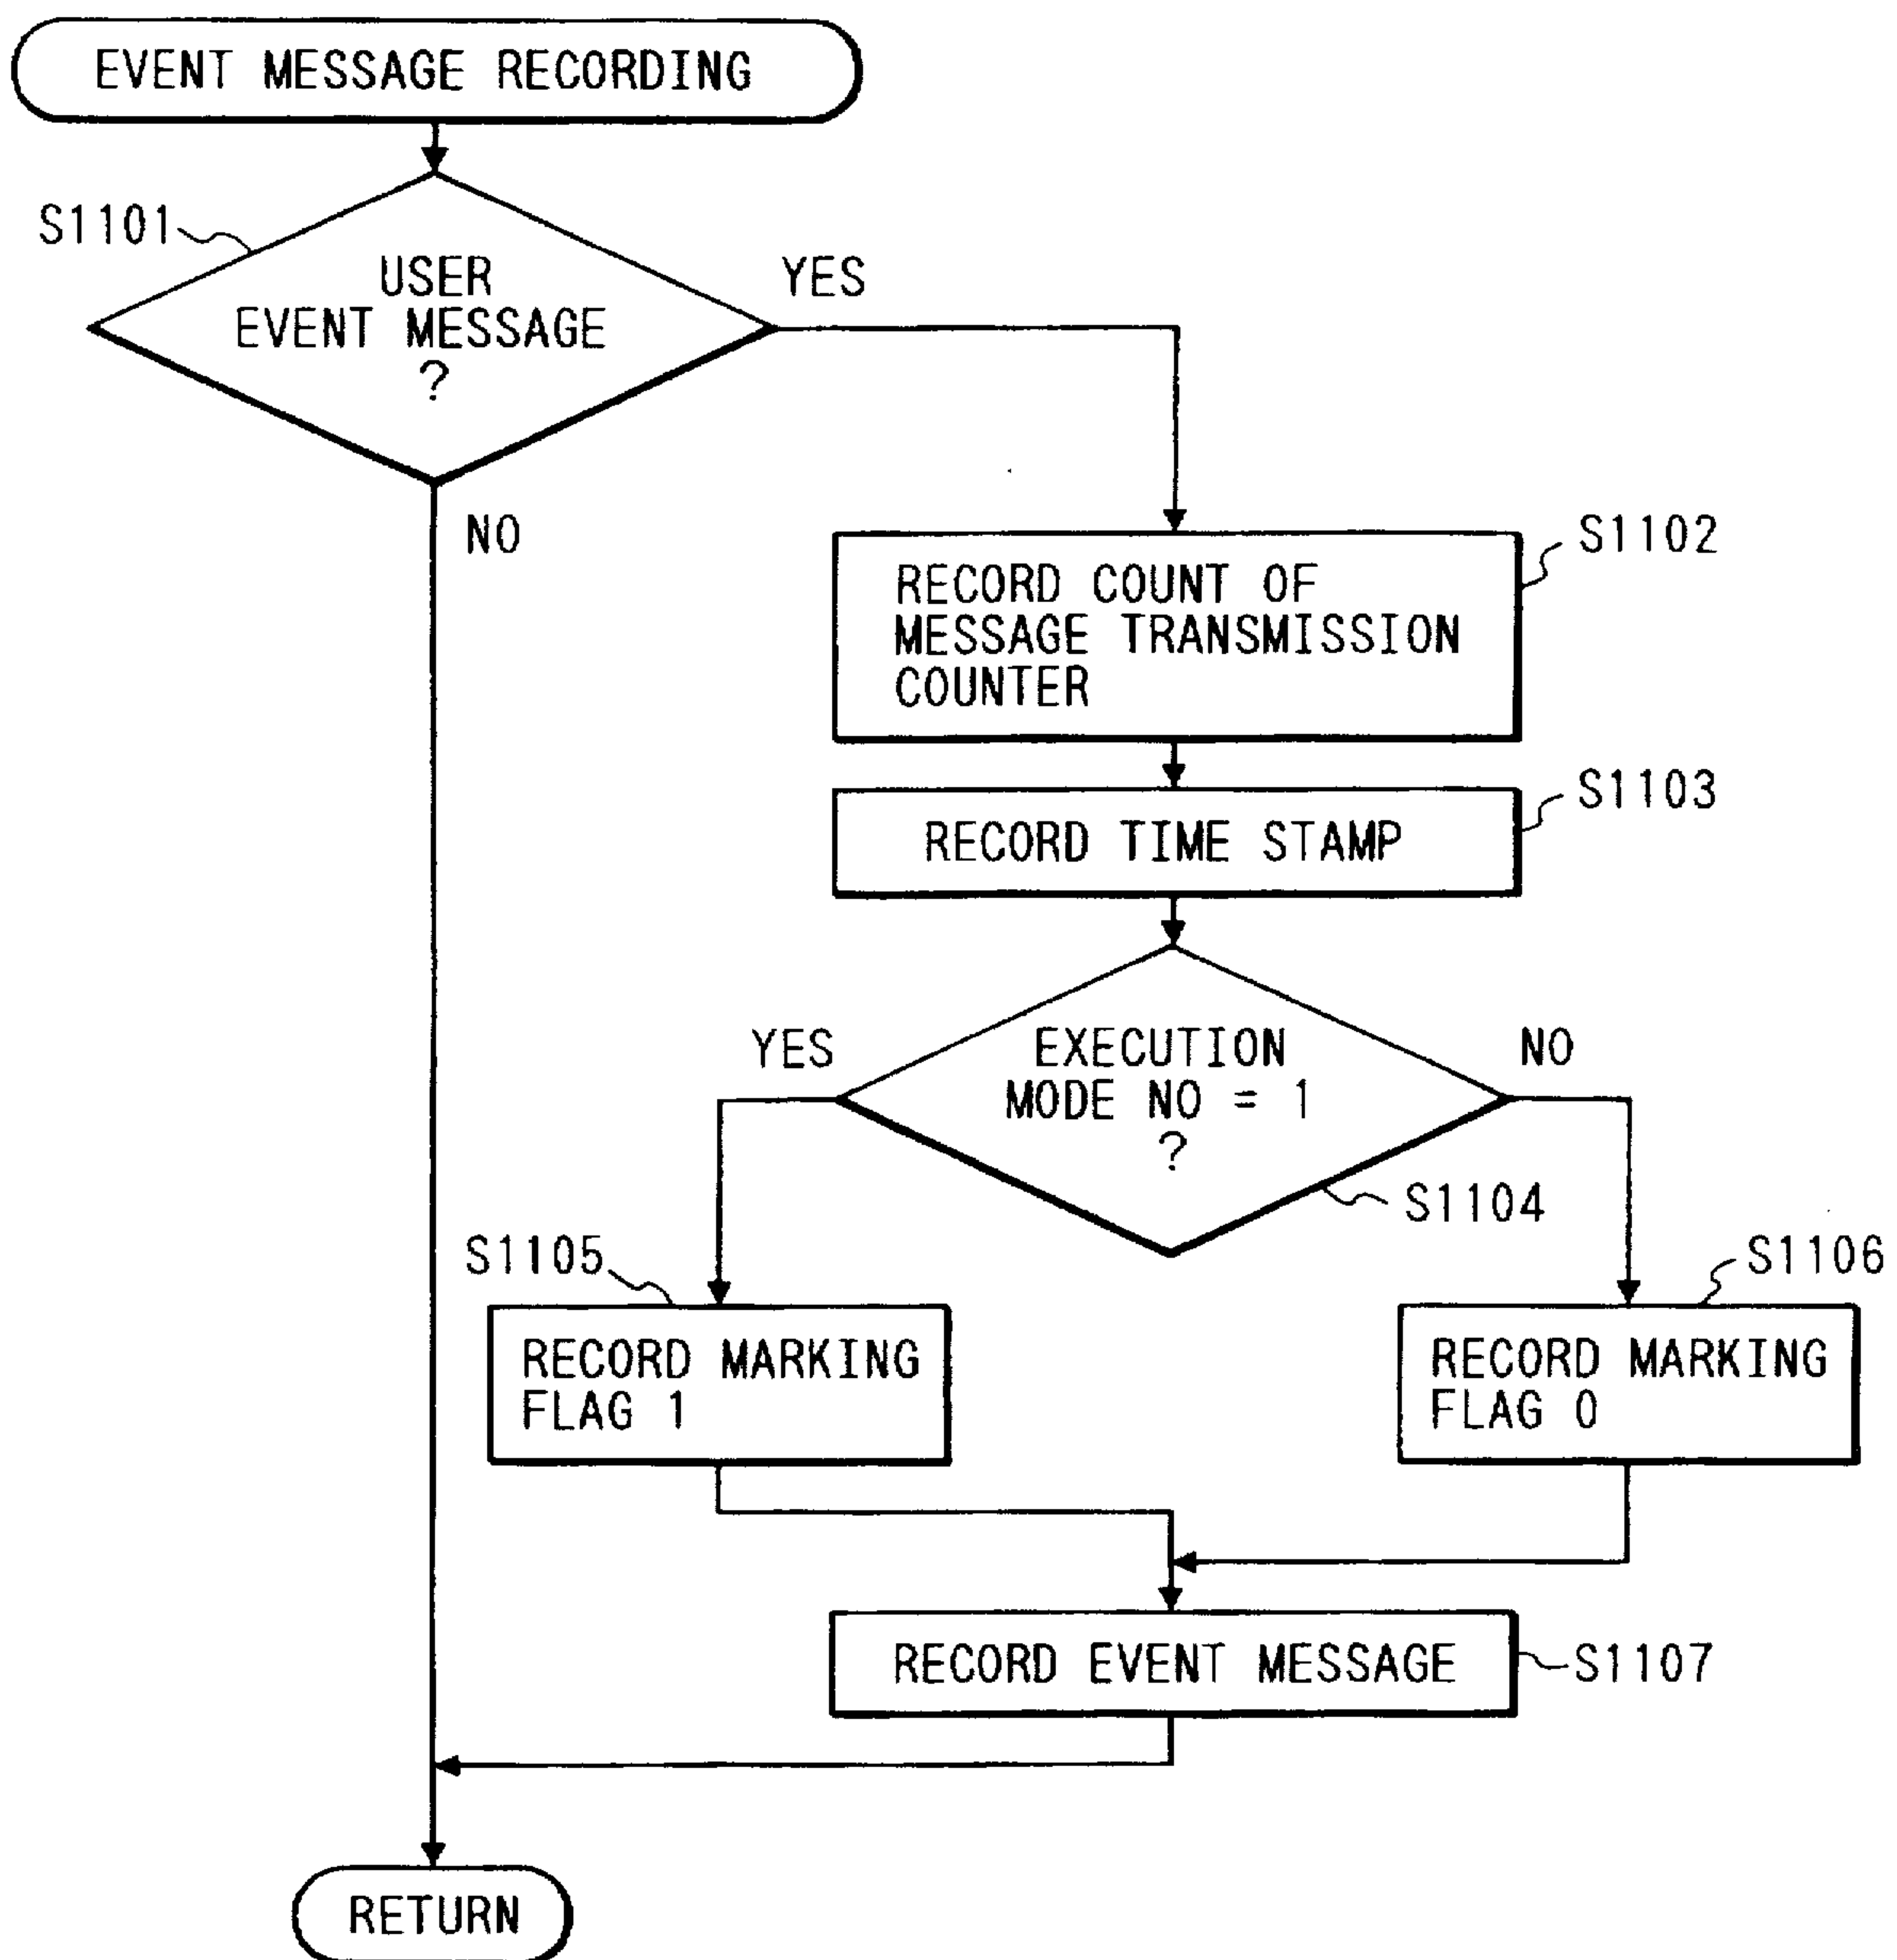 EVENT MESSAGE RECORDING
S1101
USER
EVENT MESSAGE
?
YES
NO
S1102
RECORD COUNT OF
MESSAGE TRANSMISSION
COUNTER
S1103
RECORD TIME STAMP
YES
EXECUTION
MODE NO = 1
?
NO
S1104
S1105
RECORD MARKING
FLAG 1
S1106
RECORD MARKING
FLAG 0
RECORD EVENT MESSAGE
S1107
RETURN